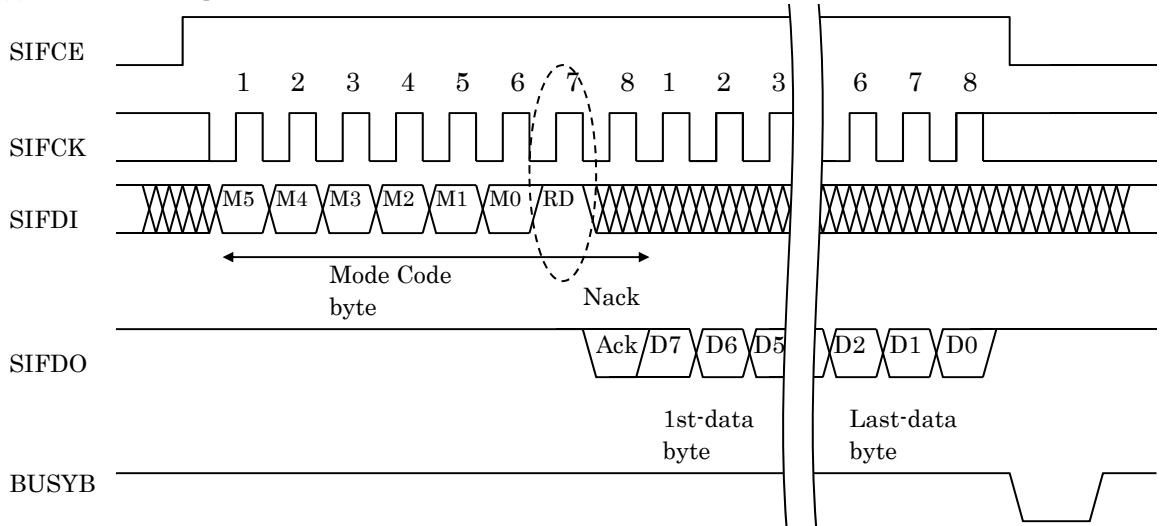 SIFCE
1 2 3 4 5 6 7 8 1 2 3 6 7 8
SIFCK
M5 M4 M3 M2 M1 M0 RD
SIFDI
Mode Code
byte
Nack
Ack D7 D6 D5 D2 D1 D0
SIFDO
1st-data
byte
Last-data
byte
BUSYB